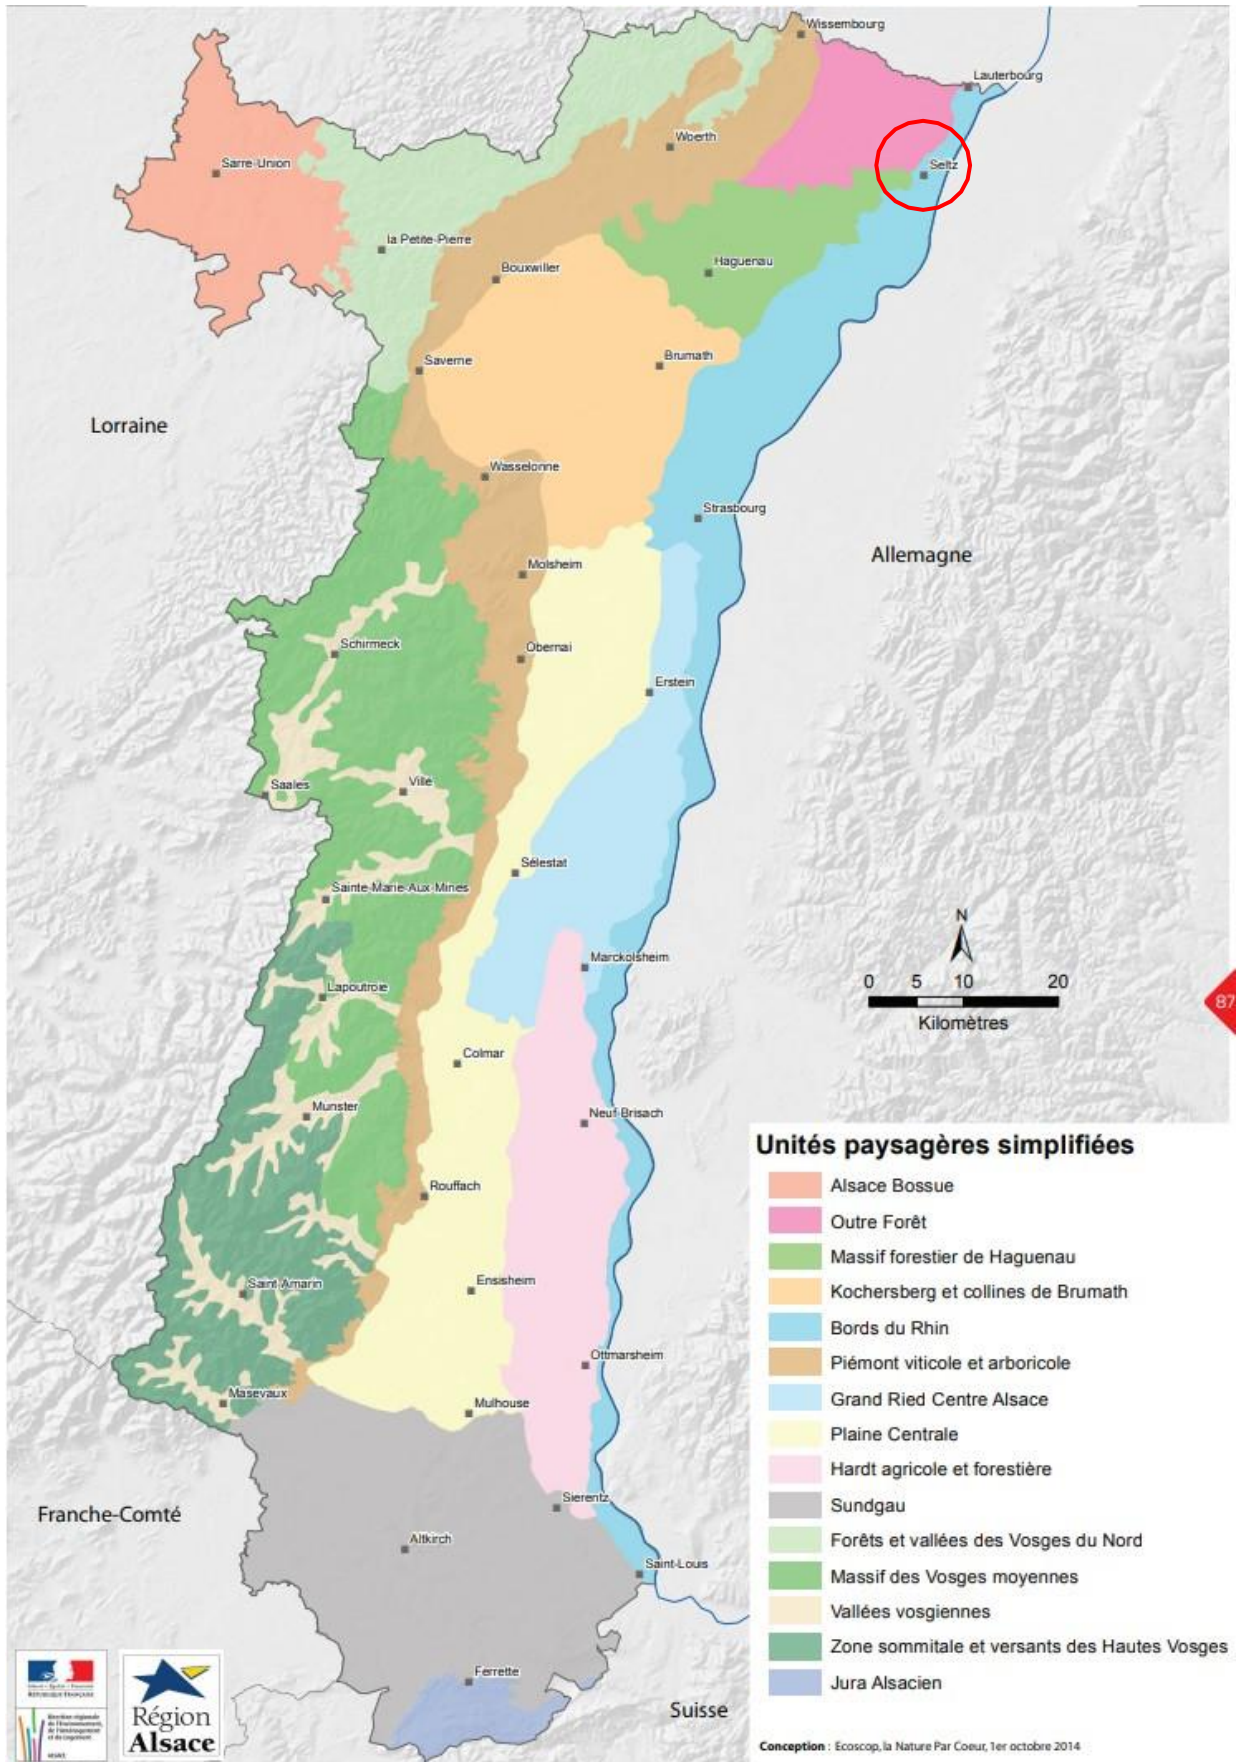 Wissembourg
Lauterbourg
Woerth
Sarre-Union
Seltz
la Petite-Pierre
Haguenau
Bouxwiller
Saverne
Brumath
Lorraine
Wasselonne
Strasbourg
Allemagne
Molsheim
Schirmeck
Obernai
Erstein
Saales
Villé
Sélestat
Sainte-Marie-Aux-Mines
N
Marckolsheim
Lapoutroie
0 5 10 20
Kilomètres
87
Colmar
Munster
Neuf-Brisach
Unités paysagères simplifiées
Rouffach
Alsace Bossue
Outre Forêt
Massif forestier de Haguenau
Saint Amarin
Ensisheim
Kochersberg et collines de Brumath
Bords du Rhin
Ottmarsheim
Piémont viticole et arboricole
Masevaux
Mulhouse
Grand Ried Centre Alsace
Plaine Centrale
Hardt agricole et forestière
Franche-Comté
Sierentz
Sundgau
Altkirch
Forêts et vallées des Vosges du Nord
Saint-Louis
Massif des Vosges moyennes
Vallées vosgiennes
Zone sommitale et versants des Hautes Vosges
Ferrette
Jura Alsacien
Suisse
Région
Alsace
Conception : Ecoscop, la Nature Par Coeur, 1er octobre 2014